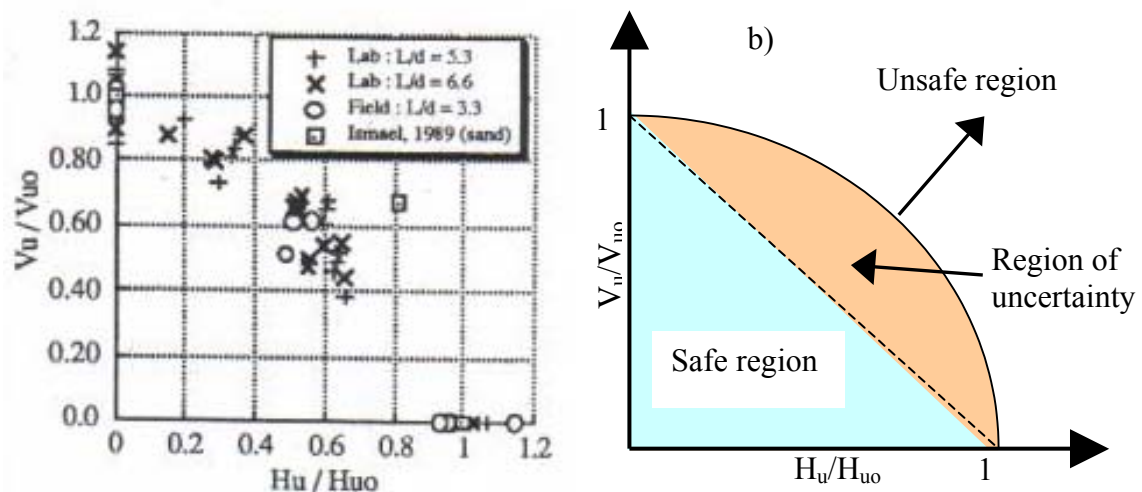 1.2
1.0
0.80
0.60
0.40
0.20
0.0
Vu / Vuo
0 0.2 0.4 0.6 0.8 1 1.2
Hu / Huo
Lab : L/d = 5.3
Lab : L/d = 6.6
Field : L/d = 3.3
Ismael, 1989 (sand)
b)
Unsafe region
1
Region of
uncertainty
Safe region
Vu/Vuo
Hu/Huo
1